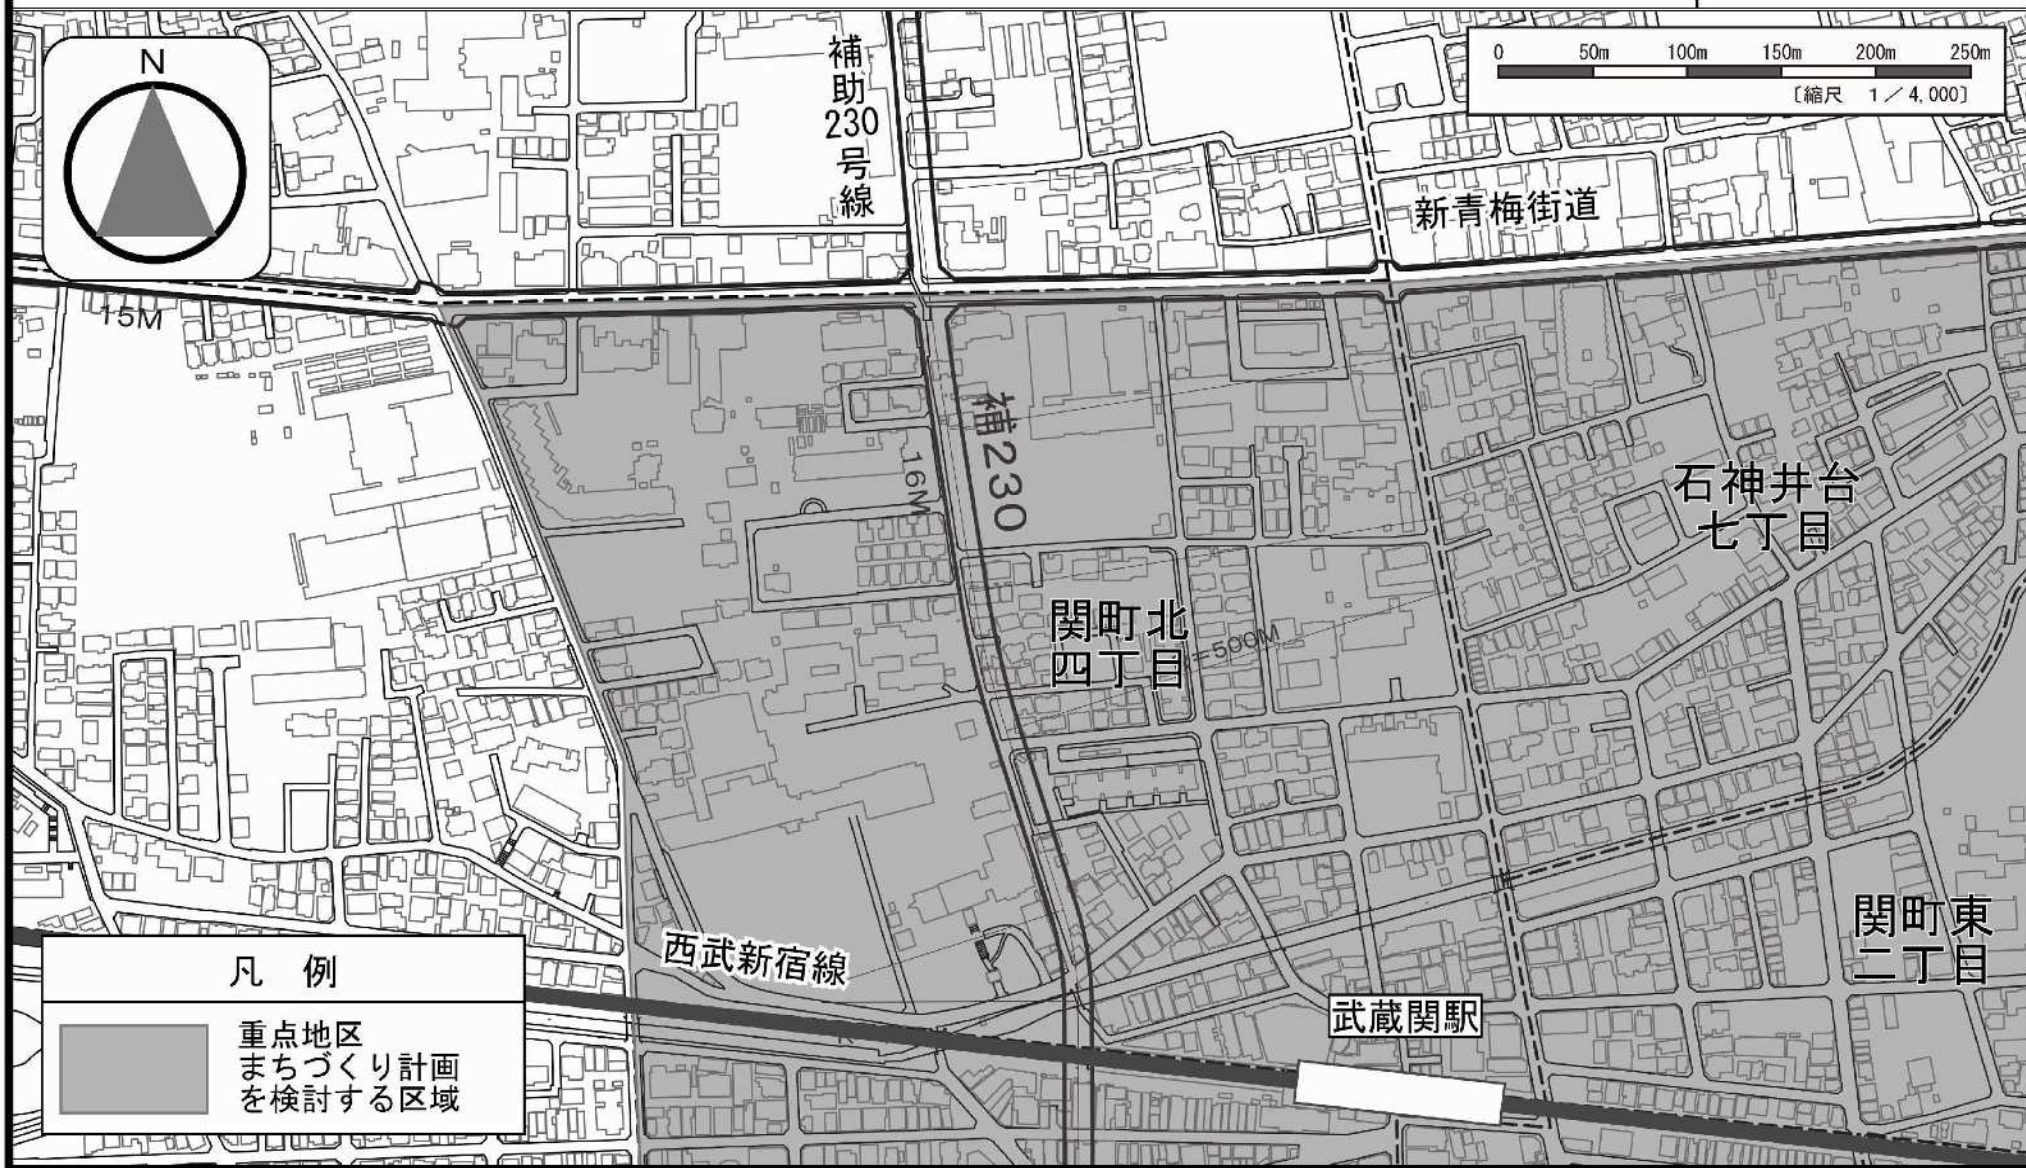 N
補助230号線
0 50m 100m 150m 200m 250m
〔縮尺 1／4,000〕
新青梅街道
15M
補230
16M
石神井台
七丁目
関町北
四丁目
=500M
関町東
二丁目
西武新宿線
武蔵関駅
凡 例
重点地区
まちづくり計画
を検討する区域